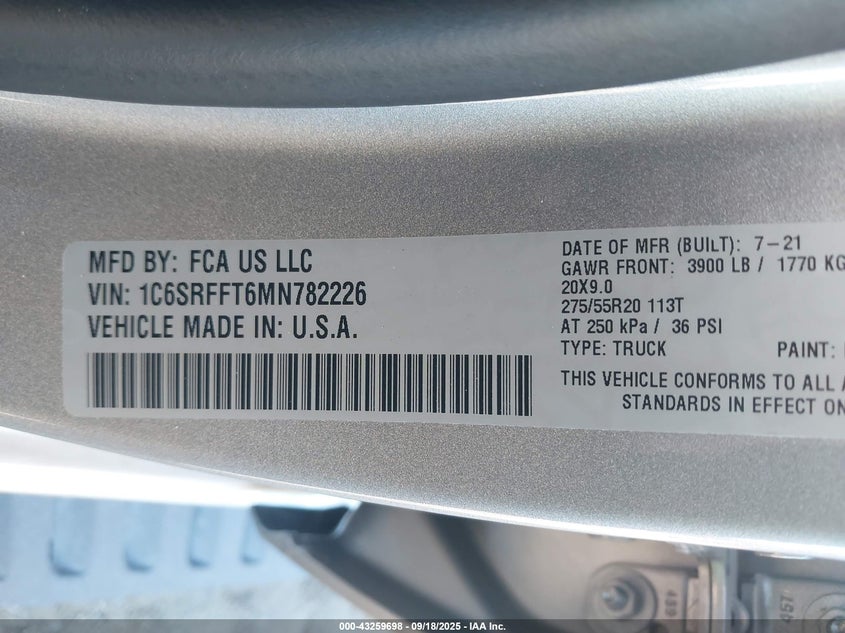 MFD BY: FCA US LLC
VIN: 1C6SRFFT6MN782226
VEHICLE MADE IN: U.S.A.
DATE OF MFR (BUILT): 7-21
GAWR FRONT: 3900 LB / 1770 KG
20X9.0
275/55R20 113T
AT 250 kPa / 36 PSI
TYPE: TRUCK PAINT:
THIS VEHICLE CONFORMS TO ALL
STANDARDS IN EFFECT ON
439
457
000-43259698 - 09/18/2025 - IAA Inc.